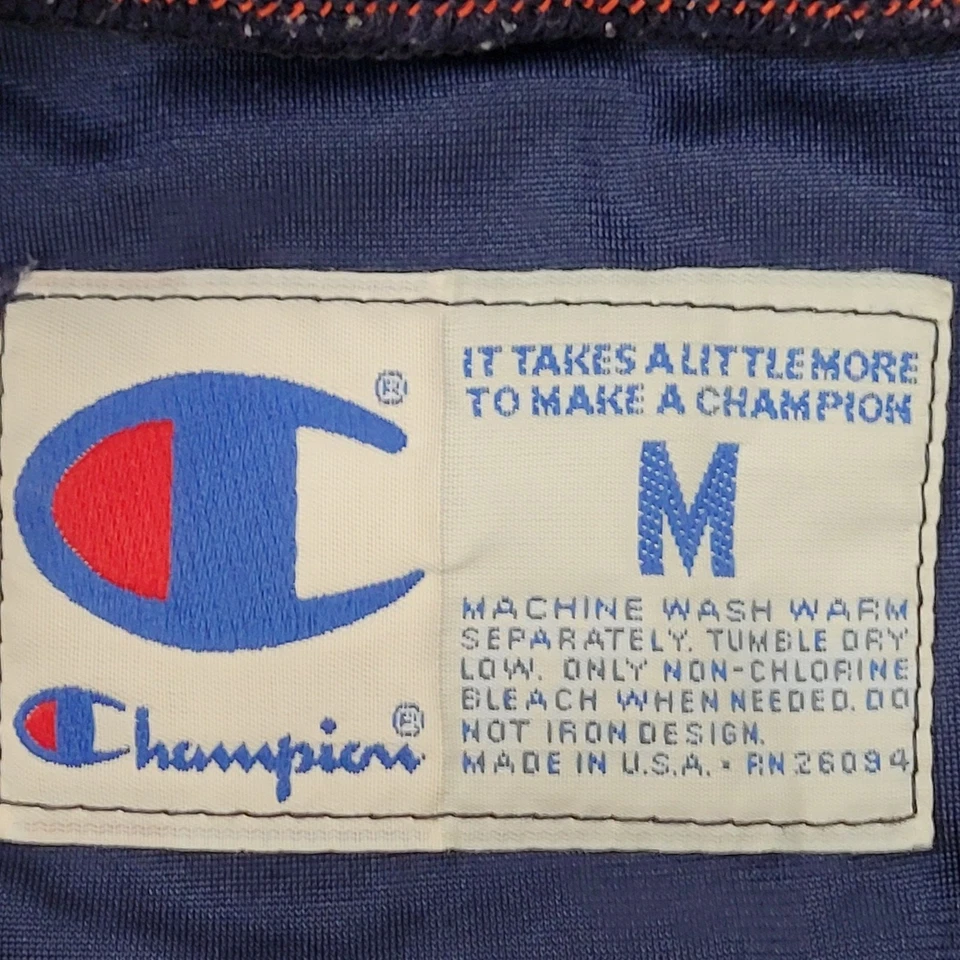 ®
IT TAKES A LITTLE MORE
TO MAKE A CHAMPION
M
MACHINE WASH WARM
SEPARATELY. TUMBLE DRY
LOW. ONLY NON-CHLORINE
BLEACH WHEN NEEDED. DO
NOT IRON DESIGN.
MADE IN U.S.A. • RN 26094
Champion®